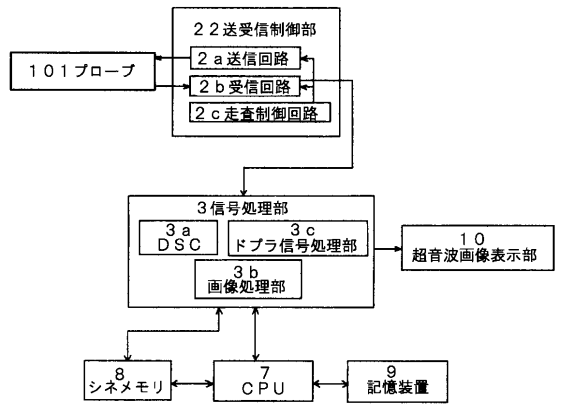 ２２送受信制御部
２ａ送信回路
１０１プローブ
２ｂ受信回路
２ｃ走査制御回路
３信号処理部
３ａ
ＤＳＣ
３ｃ
ドプラ信号処理部
３ｂ
画像処理部
１０
超音波画像表示部
８
シネメモリ
７
ＣＰＵ
９
記憶装置